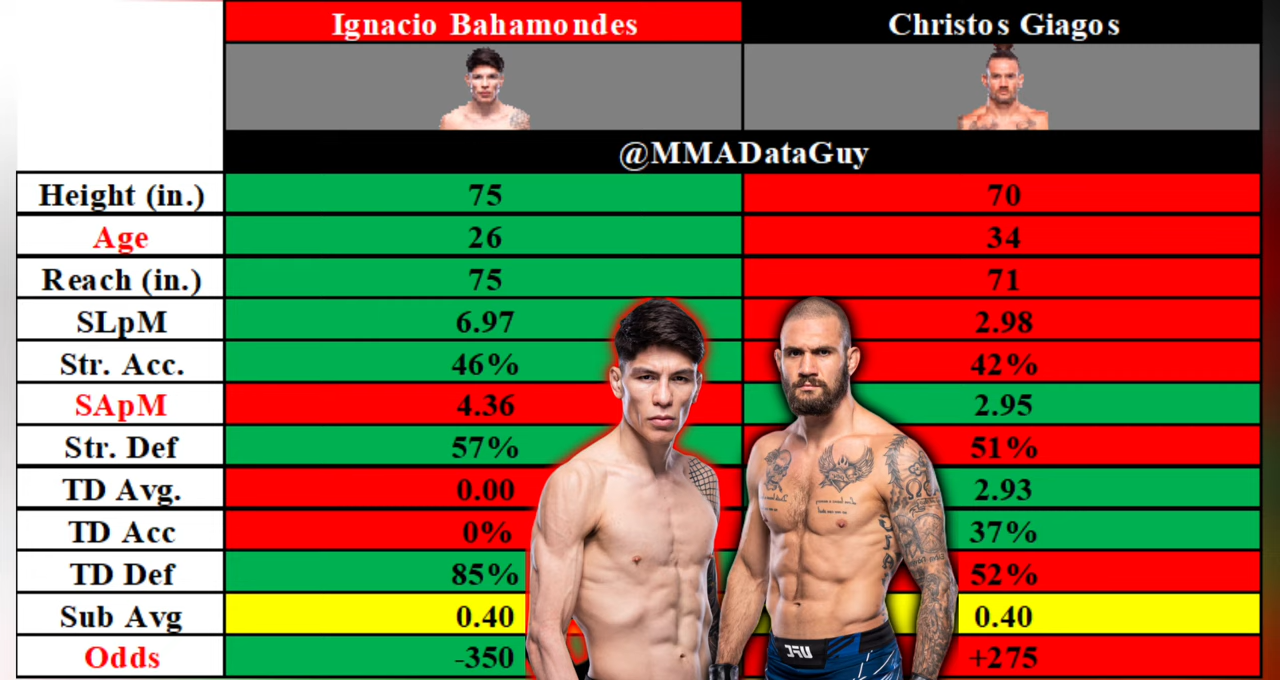 Ignacio Bahamondes Christos Giagos
@MMADataGuy
Height (in.) 75 70
Age 26 34
Reach (in.) 75 71
SLpM 6.97 2.98
Str. Acc. 46% 42%
SApM 4.36 2.95
Str. Def 57% 51%
TD Avg. 0.00 2.93
TD Acc 0% 37%
TD Def 85% 52%
Sub Avg 0.40 0.40
Odds -350 +275
UFC